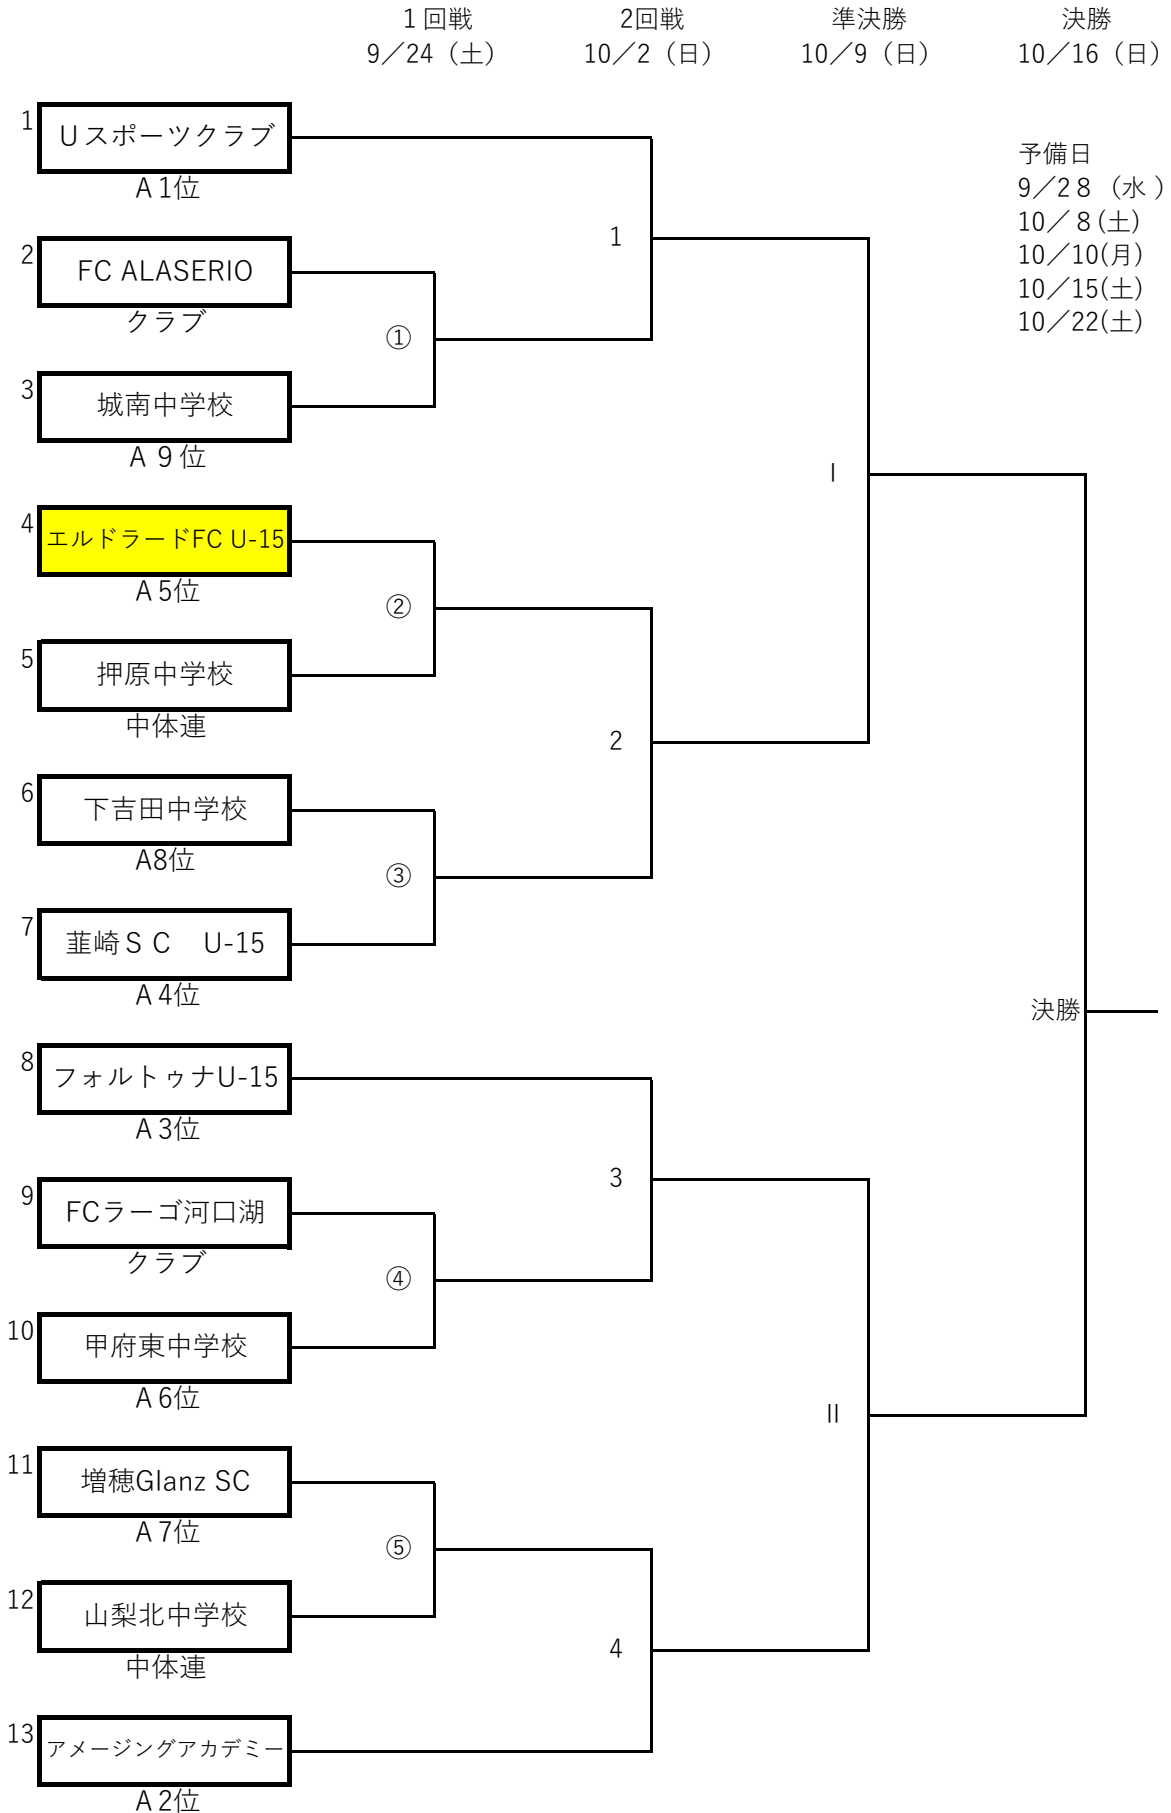 1 回戦 2回戦 準決勝 決勝
9／24（土） 10／2（日） 10／9（日） 10／16（日）
予備日
9／2８（水）
10／８(土)
10／10(月)
10／15(土)
10／22(土)
1 Ｕスポーツクラブ
Ａ1位
1
2 FC ALASERIO
クラブ
①
3 城南中学校
Ａ９位
Ⅰ
4 エルドラードFC U-15
Ａ5位
②
5 押原中学校
中体連
2
6 下吉田中学校
A8位
③
7 韮崎ＳＣ　U-15
Ａ4位
決勝
8 フォルトゥナU-15
Ａ3位
3
9 FCラーゴ河口湖
クラブ
④
10 甲府東中学校
Ａ6位
Ⅱ
11 増穂Glanz SC
Ａ7位
⑤
12 山梨北中学校
中体連
4
13 アメージングアカデミー
Ａ2位